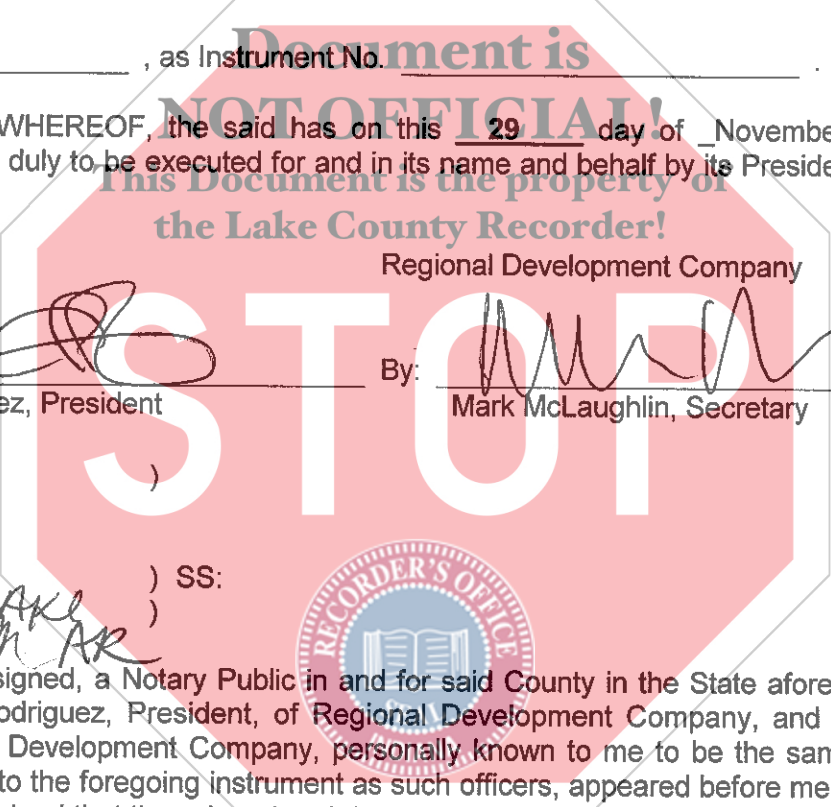 Document is
, as Instrument No. .
NOT OFFICIAL!
WHEREOF, the said has on this 29 day of _Novembe
duly to be executed for and in its name and behalf by its Preside
This Document is the property of
the Lake County Recorder!
Regional Development Company
STOP
By:
ez, President
Mark McLaughlin, Secretary
)
) SS:
)
AKE
RECORDER'S OFFICE
SEAL
INDIANA
signed, a Notary Public in and for said County in the State afore
odriguez, President, of Regional Development Company, and
Development Company, personally known to me to be the sam
to the foregoing instrument as such officers, appeared before me